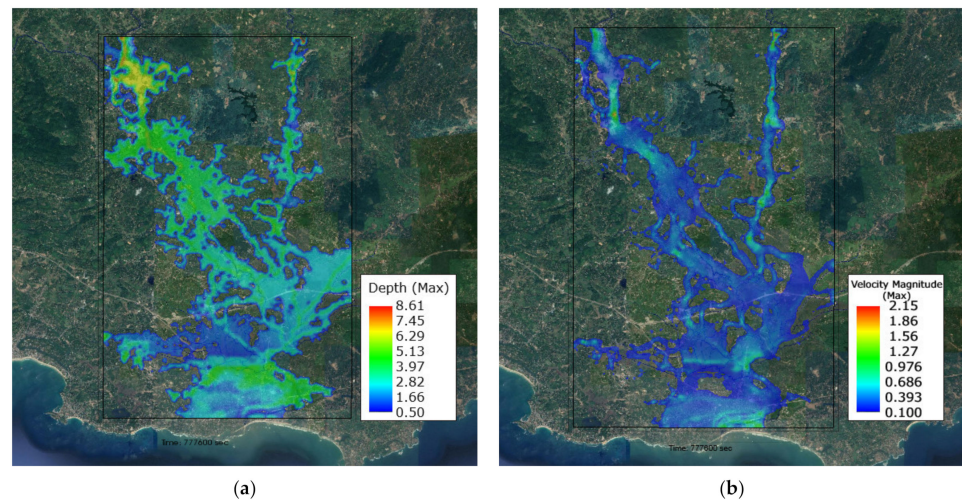 Depth (Max)
8.61
7.45
6.29
5.13
3.97
2.82
1.66
0.50
Time: 777600 sec
(a)
Velocity Magnitude
(Max)
2.15
1.86
1.56
1.27
0.976
0.686
0.393
0.100
Time: 777600 sec
(b)